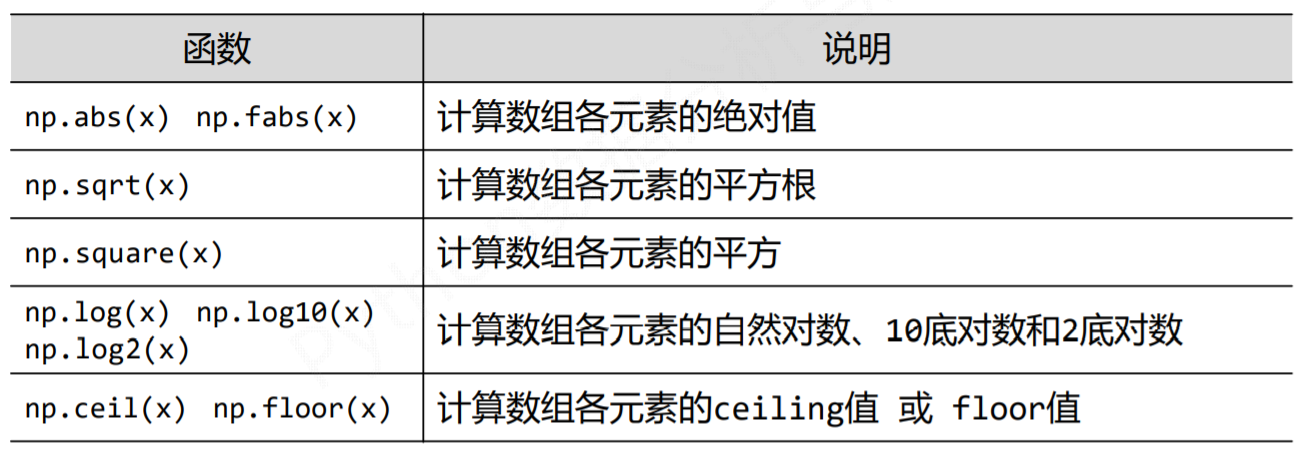 函数 说明
np.abs(x) np.fabs(x) 计算数组各元素的绝对值
np.sqrt(x) 计算数组各元素的平方根
np.square(x) 计算数组各元素的平方
np.log(x) np.log10(x)
np.log2(x)
计算数组各元素的自然对数、10底对数和2底对数
np.ceil(x) np.floor(x) 计算数组各元素的ceiling值 或 floor值